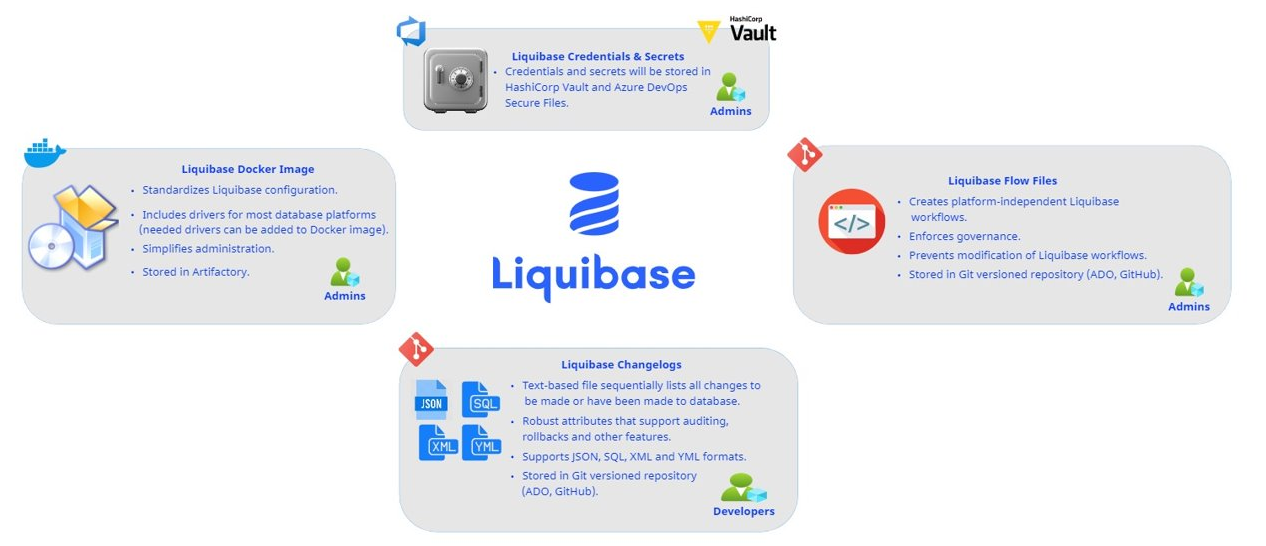 HashiCorp
Vault
Liquibase Credentials & Secrets
• Credentials and secrets will be stored in
HashiCorp Vault and Azure DevOps
Secure Files.
Admins
Liquibase Docker Image
• Standardizes Liquibase configuration.
• Includes drivers for most database platforms
(needed drivers can be added to Docker image).
• Simplifies administration.
• Stored in Artifactory.
Admins
Liquibase
Liquibase Flow Files
</>
• Creates platform-independent Liquibase
workflows.
• Enforces governance.
• Prevents modification of Liquibase workflows.
• Stored in Git versioned repository (ADO, GitHub).
Admins
Liquibase Changelogs
JSON
SQL
XML
YML
• Text-based file sequentially lists all changes to
be made or have been made to database.
• Robust attributes that support auditing,
rollbacks and other features.
• Supports JSON, SQL, XML and YML formats.
• Stored in Git versioned repository
(ADO, GitHub).
Developers